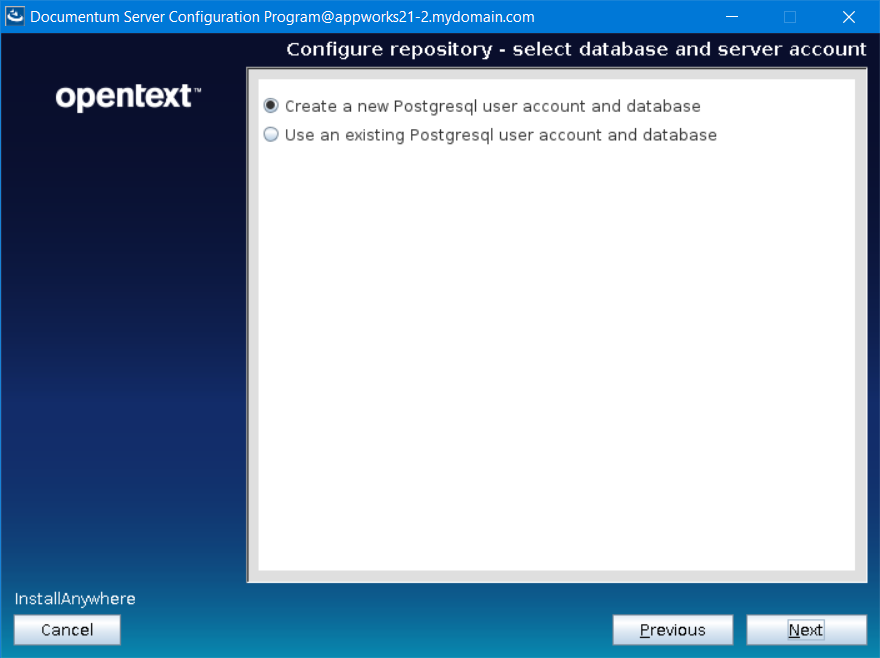 Documentum Server Configuration Program@appworks21-2.mydomain.com
Configure repository - select database and server account
opentext™
Create a new Postgresql user account and database
Use an existing Postgresql user account and database
InstallAnywhere
Cancel
Previous
Next